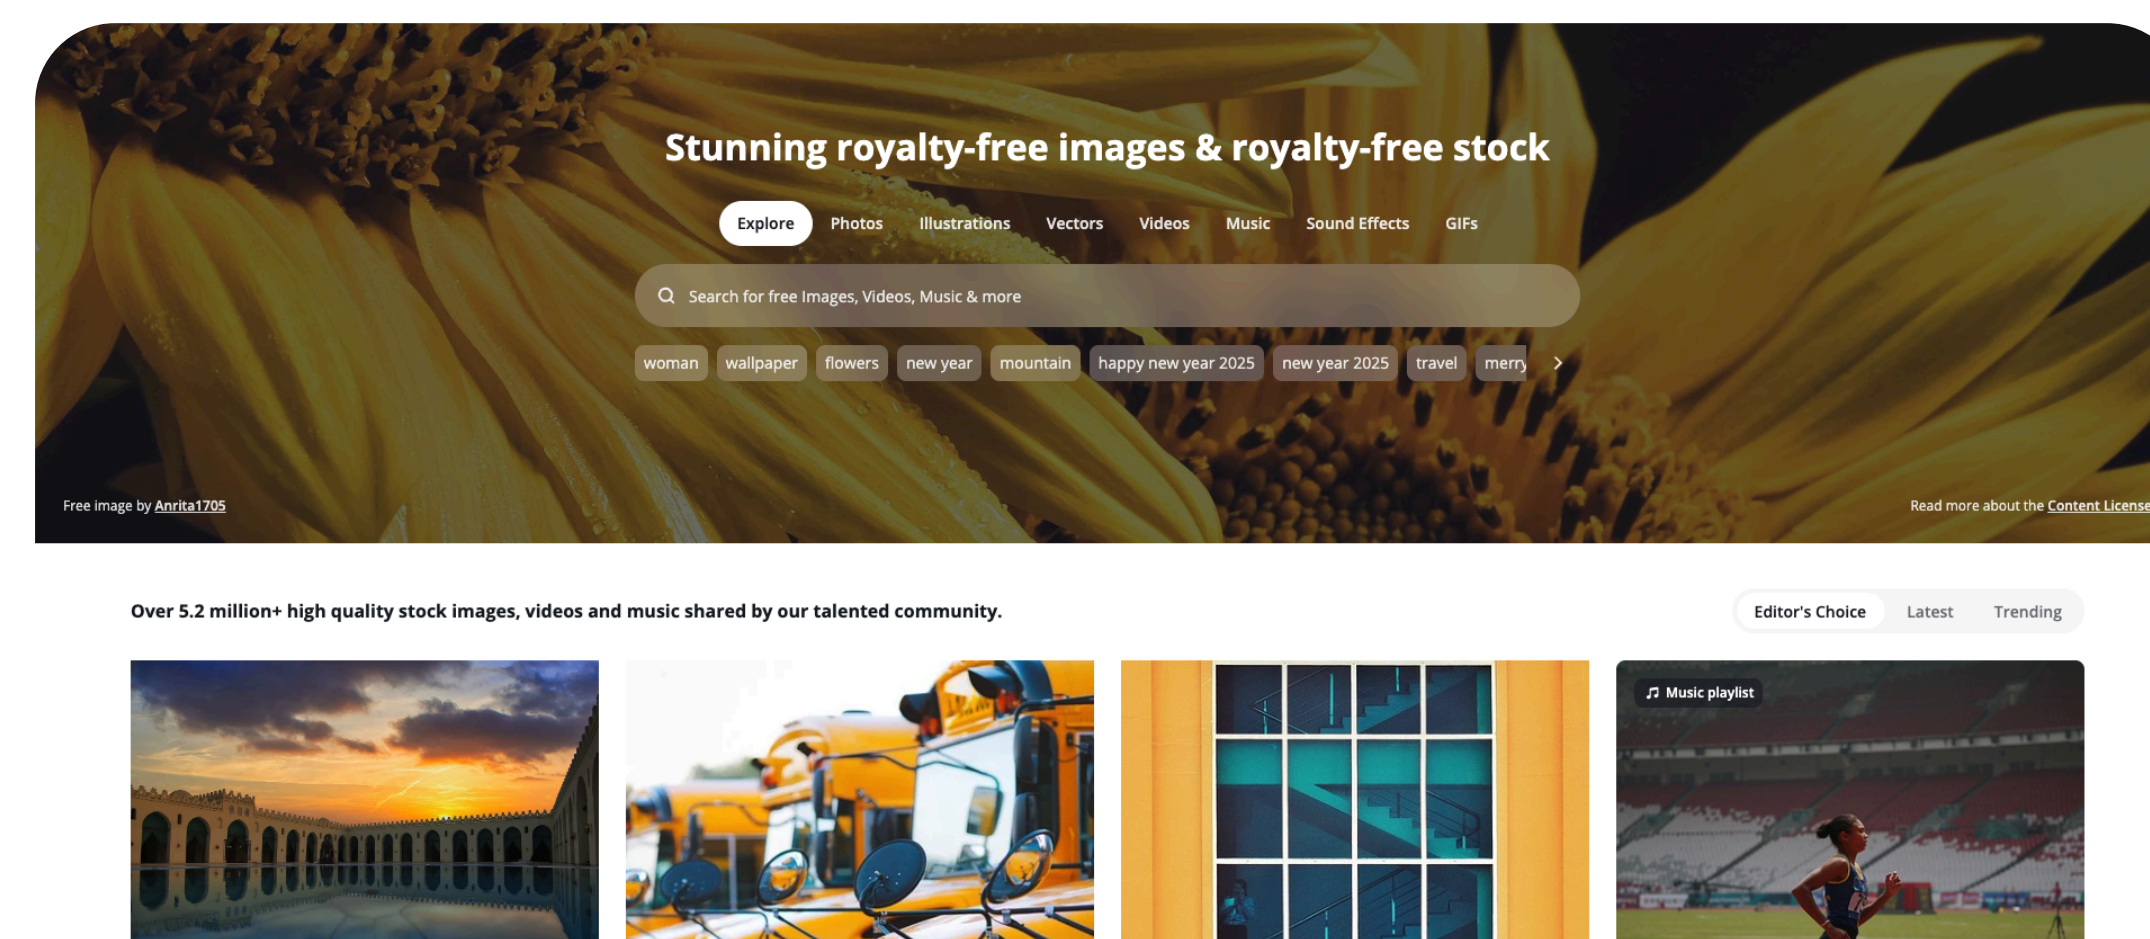 Stunning royalty-free images & royalty-free stock
Explore Photos Illustrations Vectors Videos Music Sound Effects GIFs
Search for free Images, Videos, Music & more
woman wallpaper flowers new year mountain happy new year 2025 new year 2025 travel merry
Free image by Anrita1705
Read more about the Content License
Over 5.2 million+ high quality stock images, videos and music shared by our talented community.
Editor's Choice Latest Trending
Music playlist